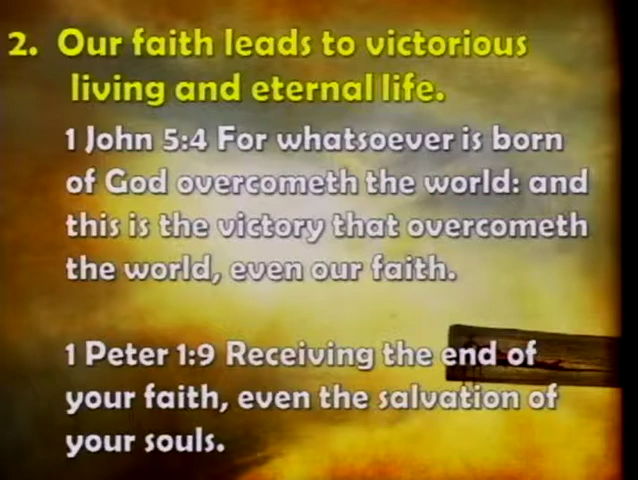 2. Our faith leads to victorious
living and eternal life.
1 John 5:4 For whatsoever is born
of God overcometh the world: and
this is the victory that overcometh
the world, even our faith.
1 Peter 1:9 Receiving the end of
your faith, even the salvation of
your souls.